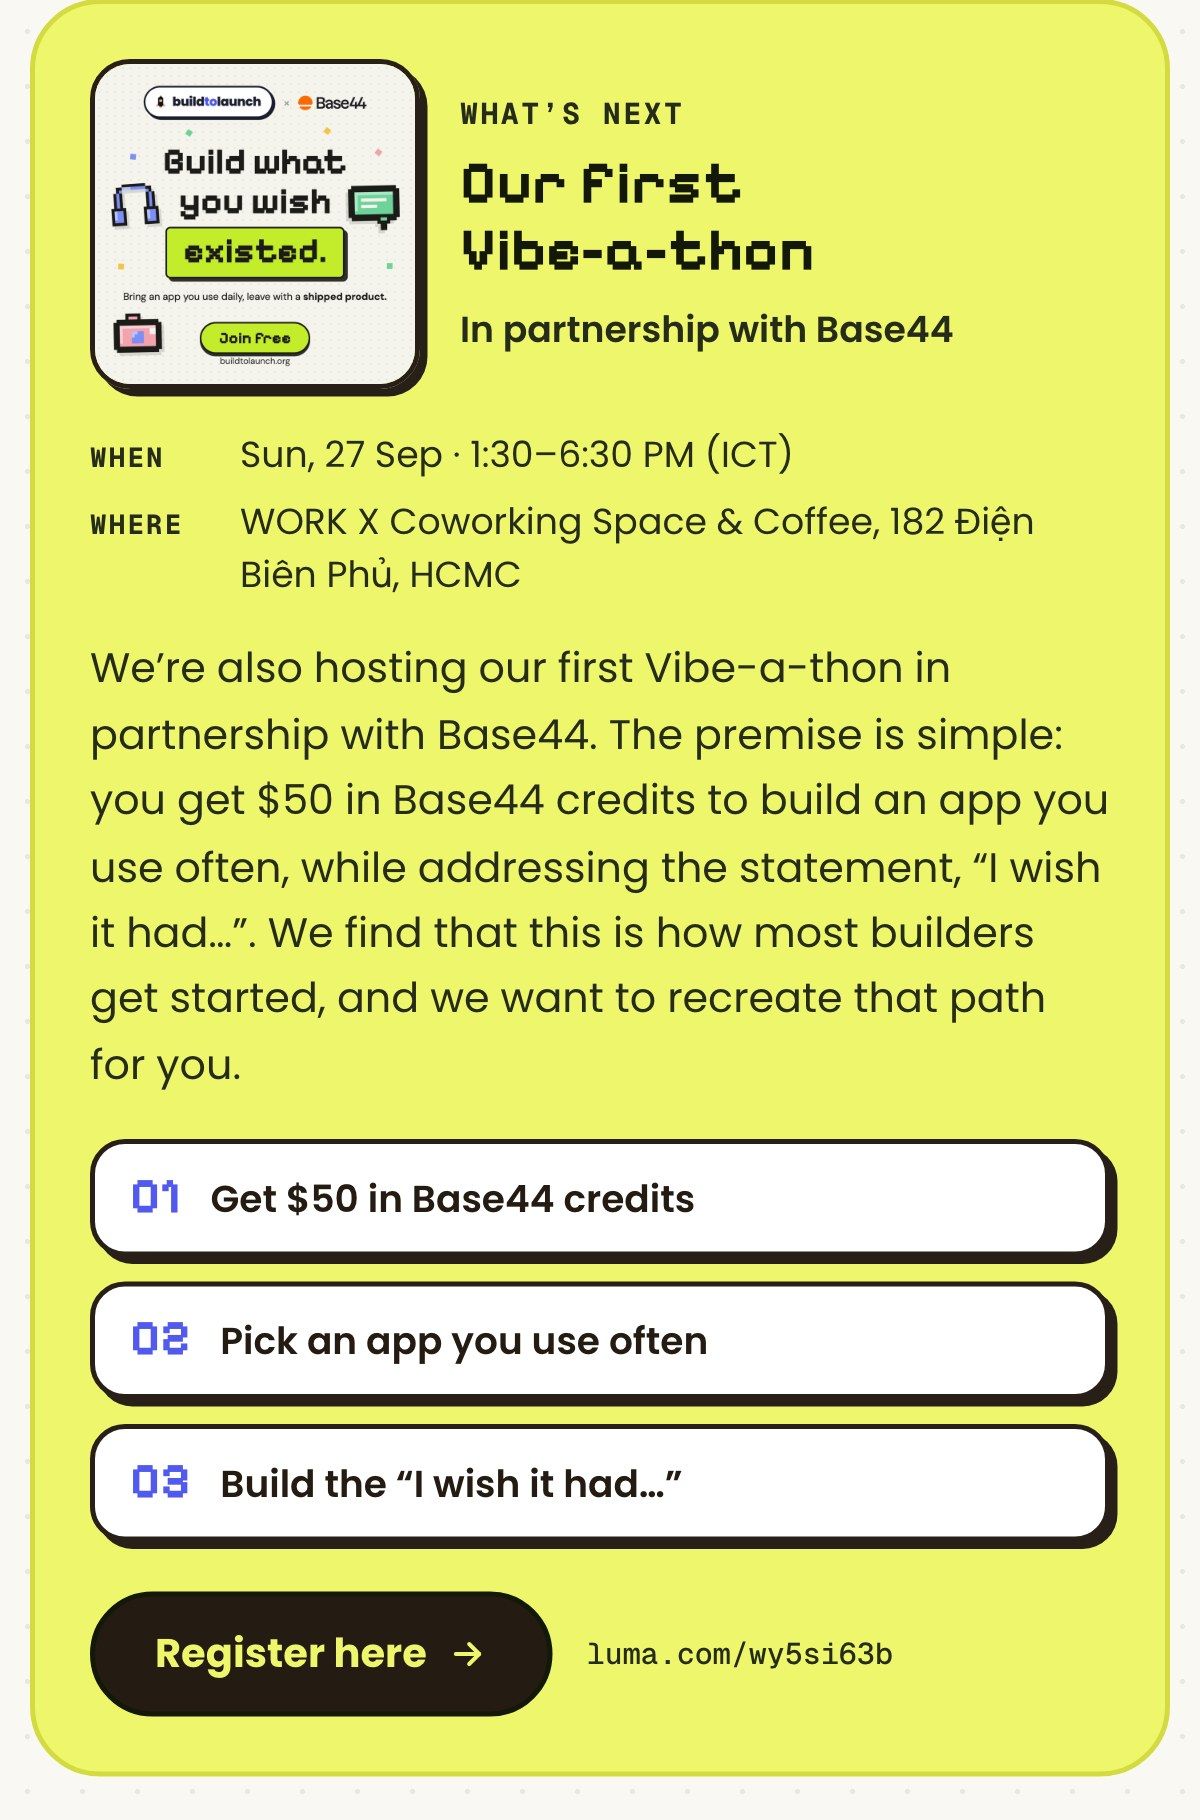 buildtolaunch × Base44
Build what
you wish
existed.
Bring an app you use daily, leave with a shipped product.
Join free
buildtolaunch.org
WHAT’S NEXT
Our First
Vibe-a-thon
In partnership with Base44
WHEN Sun, 27 Sep · 1:30–6:30 PM (ICT)
WHERE WORK X Coworking Space & Coffee, 182 Điện
Biên Phủ, HCMC
We’re also hosting our first Vibe-a-thon in
partnership with Base44. The premise is simple:
you get $50 in Base44 credits to build an app you
use often, while addressing the statement, “I wish
it had…”. We find that this is how most builders
get started, and we want to recreate that path
for you.
01 Get $50 in Base44 credits
02 Pick an app you use often
03 Build the “I wish it had…”
Register here → luma.com/wy5si63b